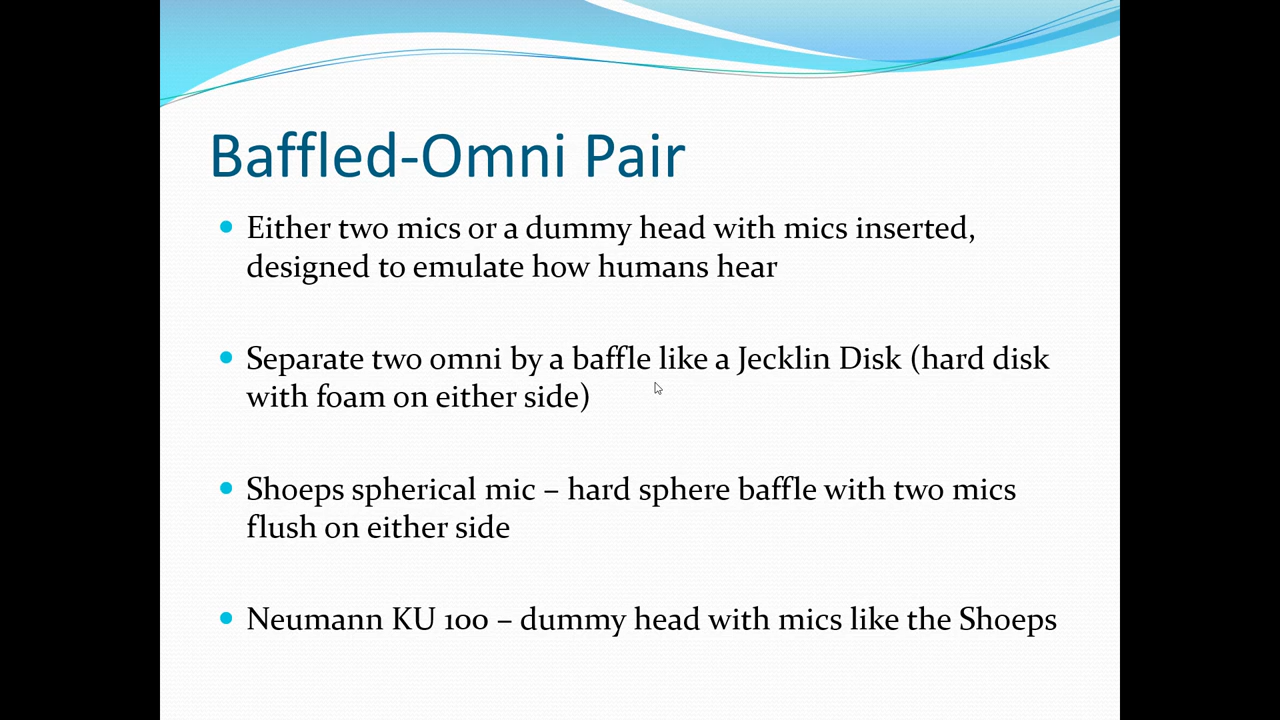 Baffled-Omni Pair
Either two mics or a dummy head with mics inserted,
designed to emulate how humans hear
Separate two omni by a baffle like a Jecklin Disk (hard disk
with foam on either side)
Shoeps spherical mic – hard sphere baffle with two mics
flush on either side
Neumann KU 100 – dummy head with mics like the Shoeps